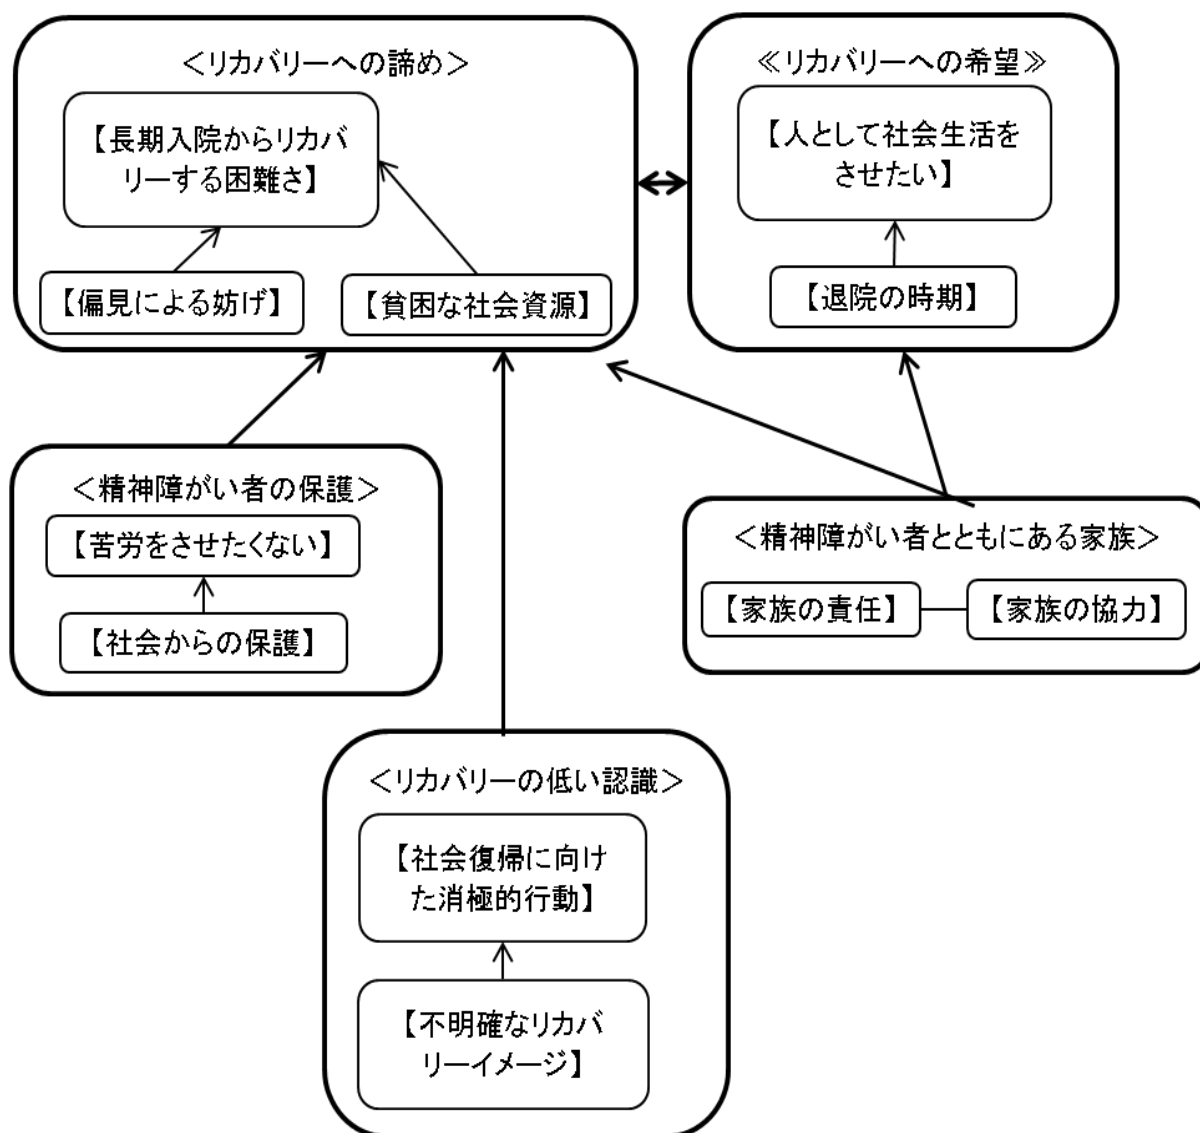 ＜リカバリーへの諦め＞
【長期入院からリカバ
リーする困難さ】
【偏見による妨げ】
【貧困な社会資源】
≪リカバリーへの希望≫
【人として社会生活を
させたい】
【退院の時期】
＜精神障がい者の保護＞
【苦労をさせたくない】
【社会からの保護】
＜精神障がい者とともにある家族＞
【家族の責任】
【家族の協力】
＜リカバリーの低い認識＞
【社会復帰に向け
た消極的行動】
【不明確なリカバ
リーイメージ】